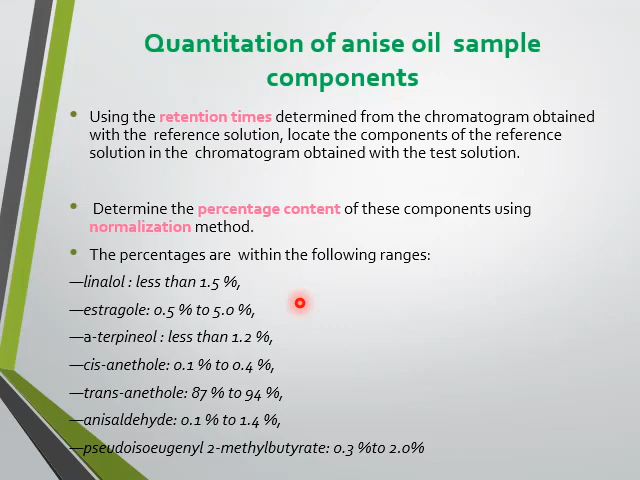 Quantitation of anise oil sample
components
• Using the retention times determined from the chromatogram obtained
with the reference solution, locate the components of the reference
solution in the chromatogram obtained with the test solution.
• Determine the percentage content of these components using
normalization method.
• The percentages are within the following ranges:
—linalol : less than 1.5 %,
—estragole: 0.5 % to 5.0 %,
—a-terpineol : less than 1.2 %,
—cis-anethole: 0.1 % to 0.4 %,
—trans-anethole: 87 % to 94 %,
—anisaldehyde: 0.1 % to 1.4 %,
—pseudoisoeugenyl 2-methylbutyrate: 0.3 %to 2.0%